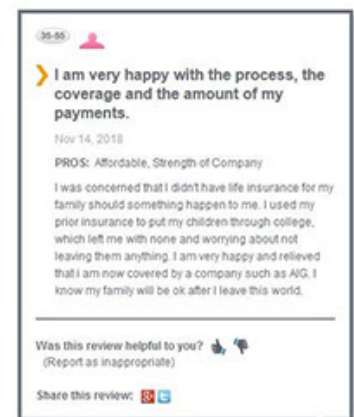 35-55
I am very happy with the process, the
coverage and the amount of my
payments.
Nov 14, 2018
PROS: Affordable, Strength of Company
I was concerned that I didn't have life insurance for my
family should something happen to me. I used my
prior insurance to put my children through college,
which left me with none and worrying about not
leaving them anything. I am very happy and relieved
that i am now covered by a company such as AIG. I
know my family will be ok after I leave this world.
Was this review helpful to you?
(Report as inappropriate)
Share this review: